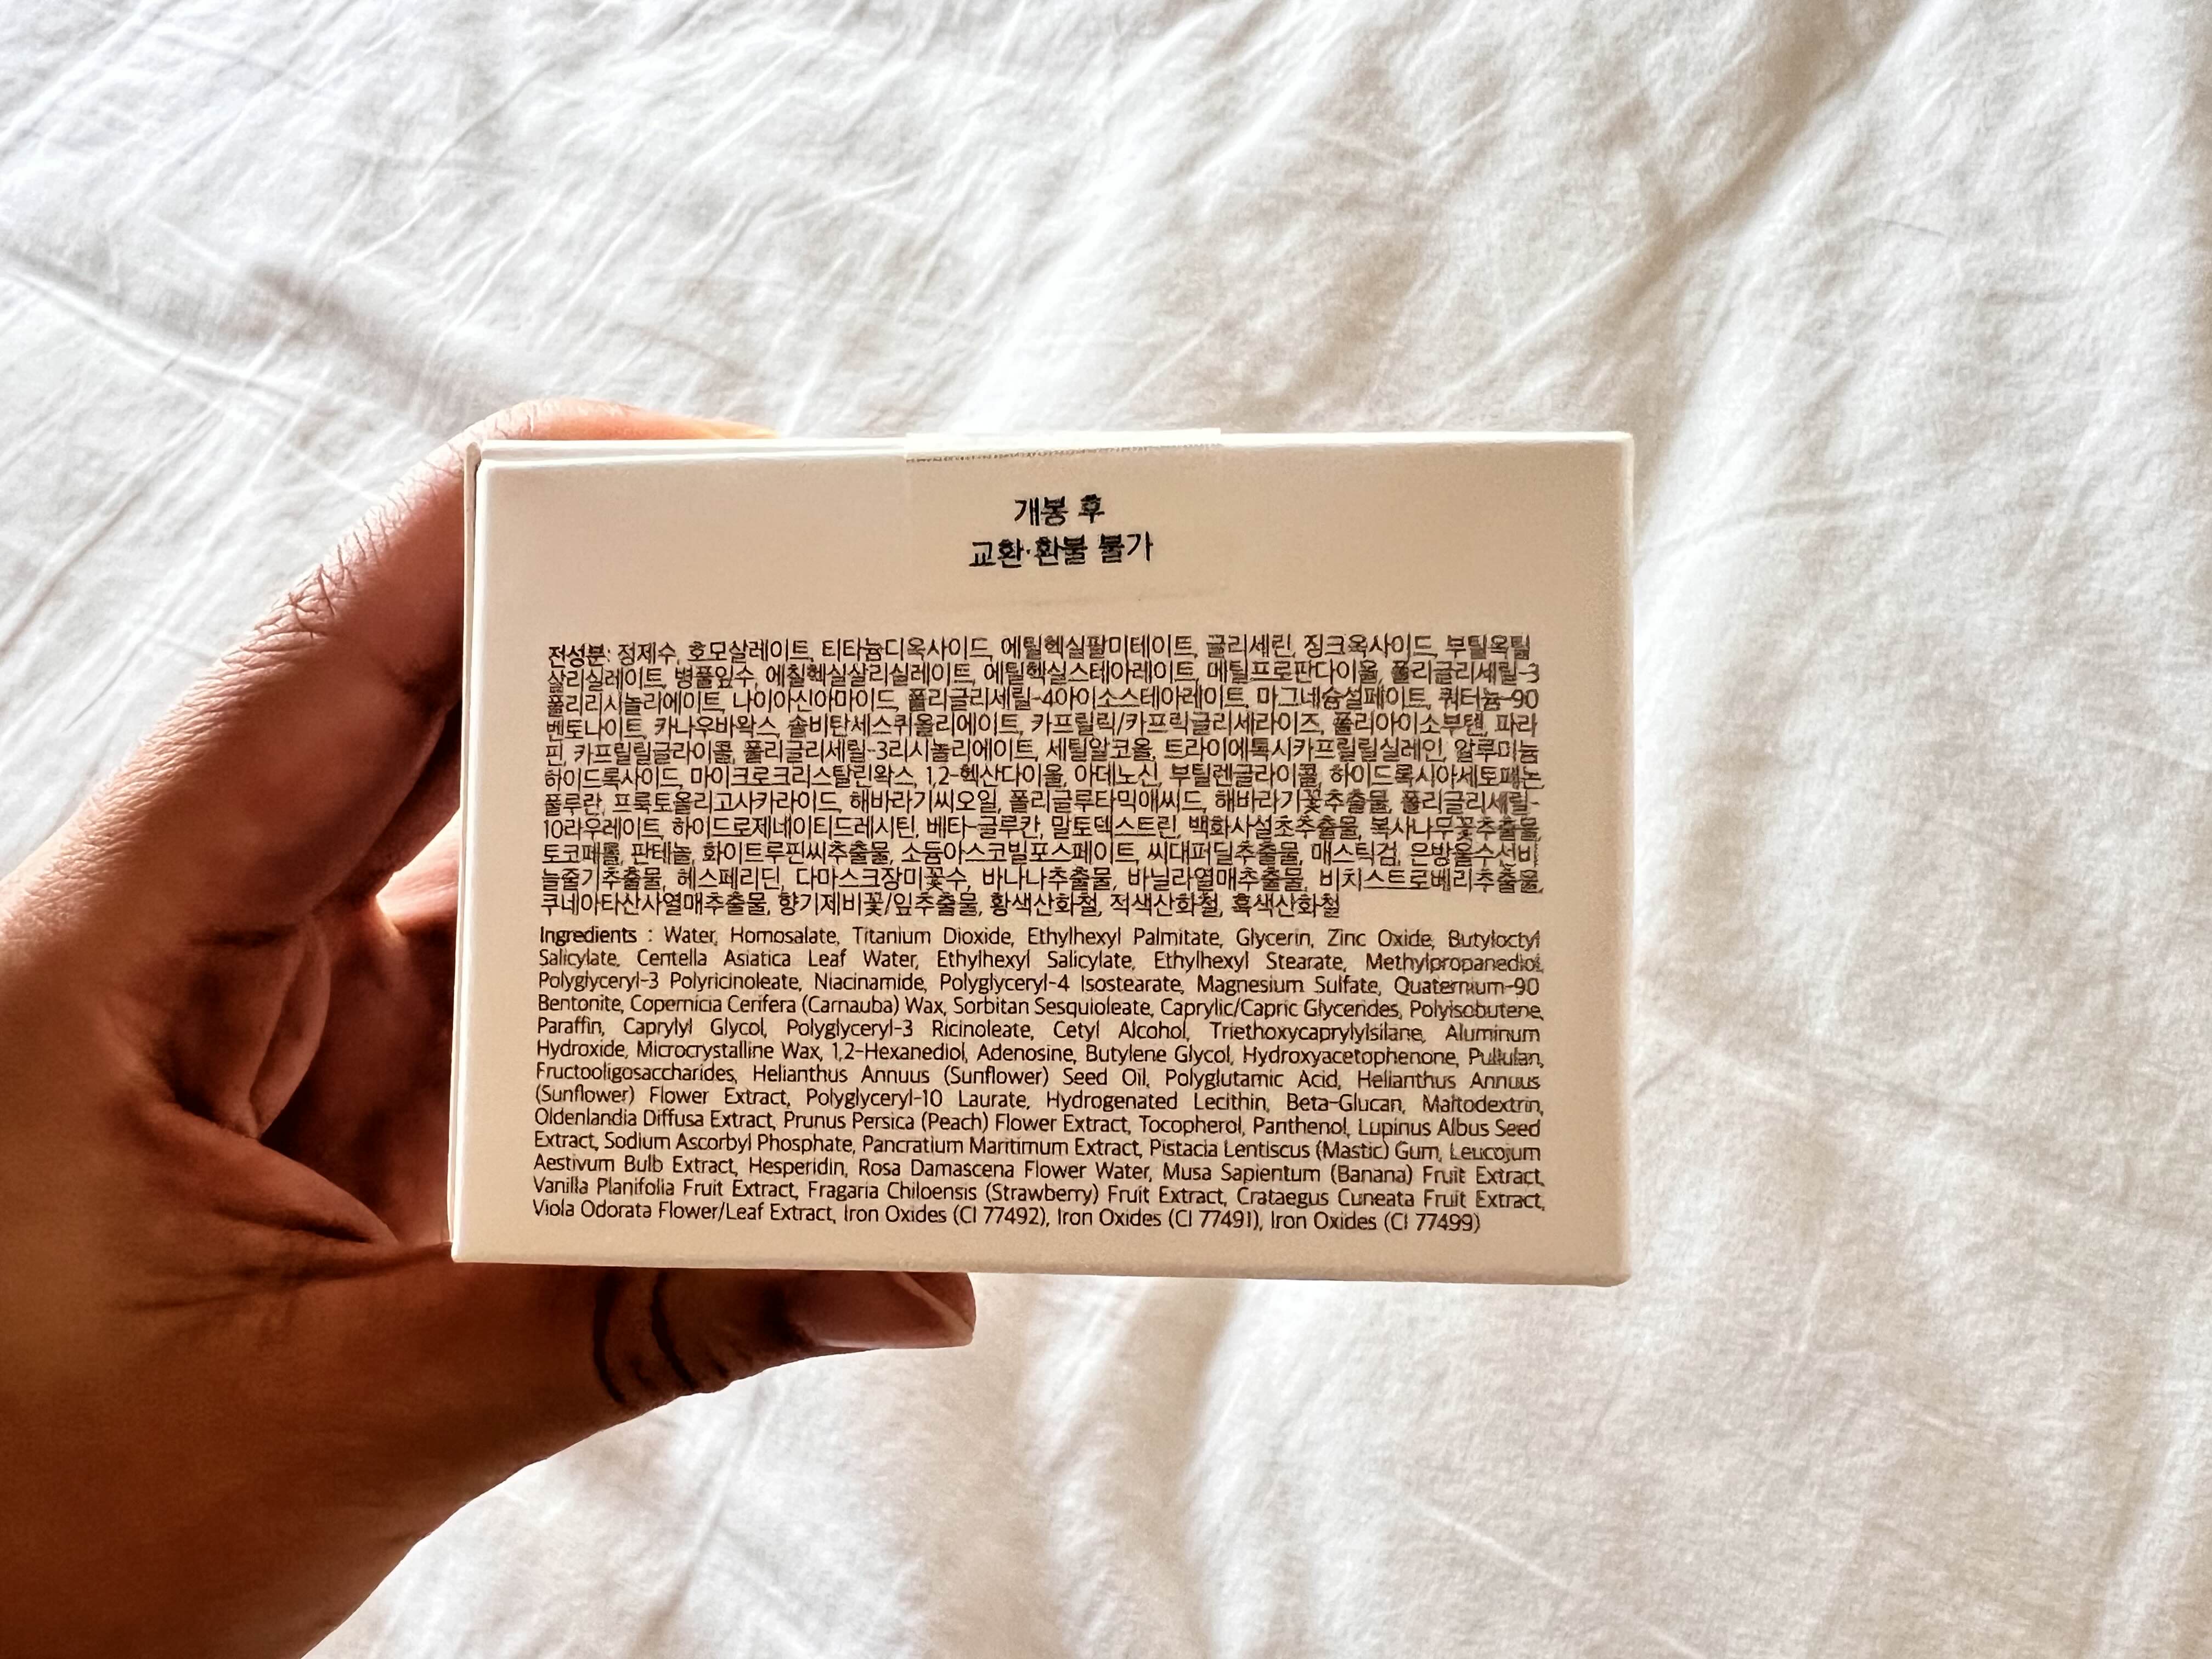 개봉 후
교환·환불 불가
전성분: 정제수, 호모살레이트, 티타늄디옥사이드, 에틸헥실팔미테이트, 글리세린, 징크옥사이드, 부틸옥틸
살리실레이트, 병풀잎수, 에칠헥실살리실레이트, 에틸헥실스테아레이트, 메틸프로판다이올, 폴리글리세릴-3
폴리리시놀리에이트, 나이아신아마이드, 폴리글리세릴-4아이소스테아레이트, 마그네슘설페이트, 쿼터늄-90
벤토나이트, 카나우바왁스, 솔비탄세스퀴올리에이트, 카프릴릭/카프릭글리세라이즈, 폴리아이소부텐, 파라
핀, 카프릴릴글라이콜, 폴리글리세릴-3리시놀리에이트, 세틸알코올, 트라이에톡시카프릴릴실레인, 알루미늄
하이드록사이드, 마이크로크리스탈린왁스, 1,2-헥산다이올, 아데노신, 부틸렌글라이콜, 하이드록시아세토페논,
풀루란, 프룩토올리고사카라이드, 해바라기씨오일, 폴리글루타믹애씨드, 해바라기꽃추출물, 폴리글리세릴-
10라우레이트, 하이드로제네이티드레시틴, 베타-글루칸, 말토덱스트린, 백화사설초추출물, 복사나무꽃추출물,
토코페롤, 판테놀, 화이트루핀씨추출물, 소듐아스코빌포스페이트, 씨대퍼딜추출물, 매스틱검, 은방울수선비
늘줄기추출물, 헤스페리딘, 다마스크장미꽃수, 바나나추출물, 바닐라열매추출물, 비치스트로베리추출물,
쿠네아타산사열매추출물, 향기제비꽃/잎추출물, 황색산화철, 적색산화철, 흑색산화철
Ingredients : Water, Homosalate, Titanium Dioxide, Ethylhexyl Palmitate, Glycerin, Zinc Oxide, Butyloctyl
Salicylate, Centella Asiatica Leaf Water, Ethylhexyl Salicylate, Ethylhexyl Stearate, Methylpropanediol,
Polyglyceryl-3 Polyricinoleate, Niacinamide, Polyglyceryl-4 Isostearate, Magnesium Sulfate, Quaternium-90
Bentonite, Copernicia Cerifera (Carnauba) Wax, Sorbitan Sesquioleate, Caprylic/Capric Glycerides, Polyisobutene,
Paraffin, Caprylyl Glycol, Polyglyceryl-3 Ricinoleate, Cetyl Alcohol, Triethoxycaprylylsilane, Aluminum
Hydroxide, Microcrystalline Wax, 1,2-Hexanediol, Adenosine, Butylene Glycol, Hydroxyacetophenone, Pullulan,
Fructooligosaccharides, Helianthus Annuus (Sunflower) Seed Oil, Polyglutamic Acid, Helianthus Annuus
(Sunflower) Flower Extract, Polyglyceryl-10 Laurate, Hydrogenated Lecithin, Beta-Glucan, Maltodextrin,
Oldenlandia Diffusa Extract, Prunus Persica (Peach) Flower Extract, Tocopherol, Panthenol, Lupinus Albus Seed
Extract, Sodium Ascorbyl Phosphate, Pancratium Maritimum Extract, Pistacia Lentiscus (Mastic) Gum, Leucojum
Aestivum Bulb Extract, Hesperidin, Rosa Damascena Flower Water, Musa Sapientum (Banana) Fruit Extract,
Vanilla Planifolia Fruit Extract, Fragaria Chiloensis (Strawberry) Fruit Extract, Crataegus Cuneata Fruit Extract,
Viola Odorata Flower/Leaf Extract, Iron Oxides (CI 77492), Iron Oxides (CI 77491), Iron Oxides (CI 77499)